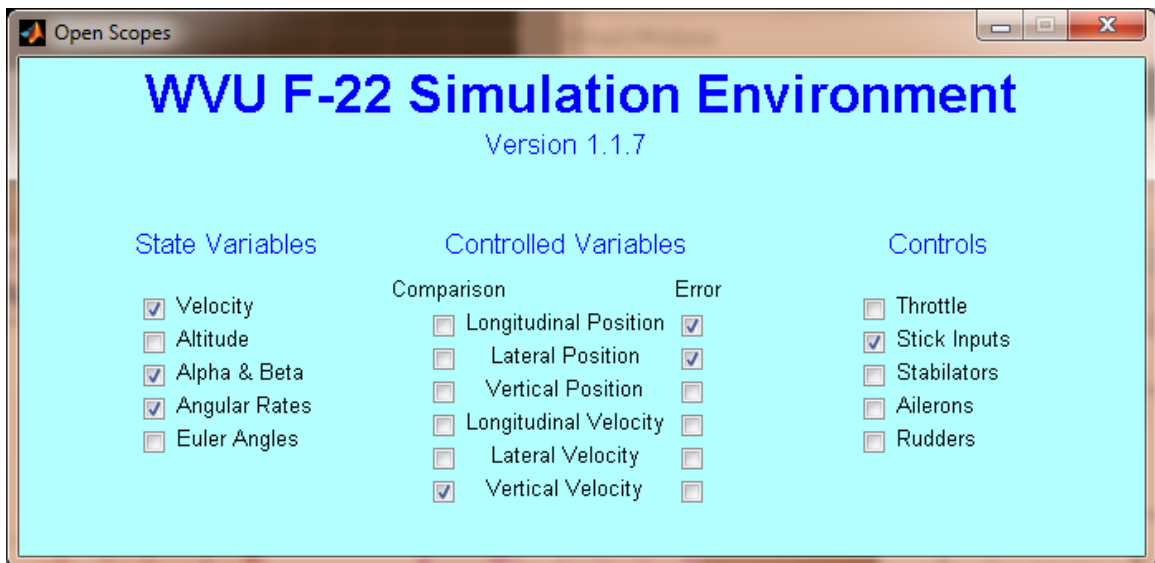 Open Scopes
WVU F-22 Simulation Environment
Version 1.1.7
State Variables
Velocity
Altitude
Alpha & Beta
Angular Rates
Euler Angles
Controlled Variables
Comparison Error
Longitudinal Position
Lateral Position
Vertical Position
Longitudinal Velocity
Lateral Velocity
Vertical Velocity
Controls
Throttle
Stick Inputs
Stabilators
Ailerons
Rudders